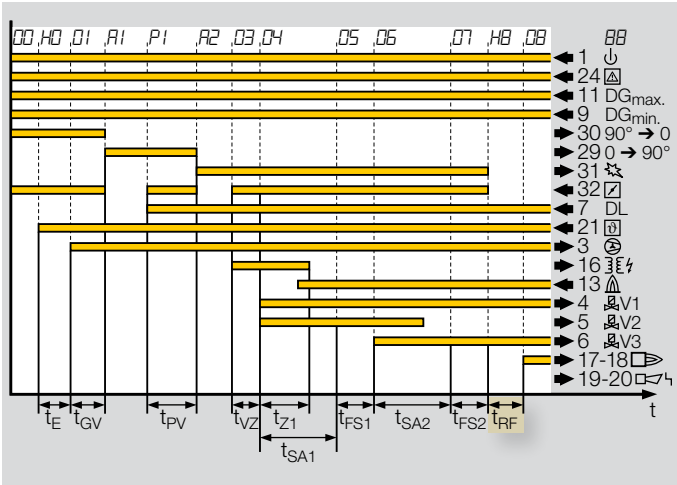 00 H0 01 A1 P1 A2 03 04 05 06 07 H8 08 88
1
24
11 DGmax.
9 DGmin.
30 90° ➔ 0
29 0 ➔ 90°
31
32
7 DL
21 ϑ
3
16
13
4 V1
5 V2
6 V3
17-18
19-20
t
tE tGV tPV tVZ tZ1 tFS1 tSA2 tFS2 tRF
tSA1